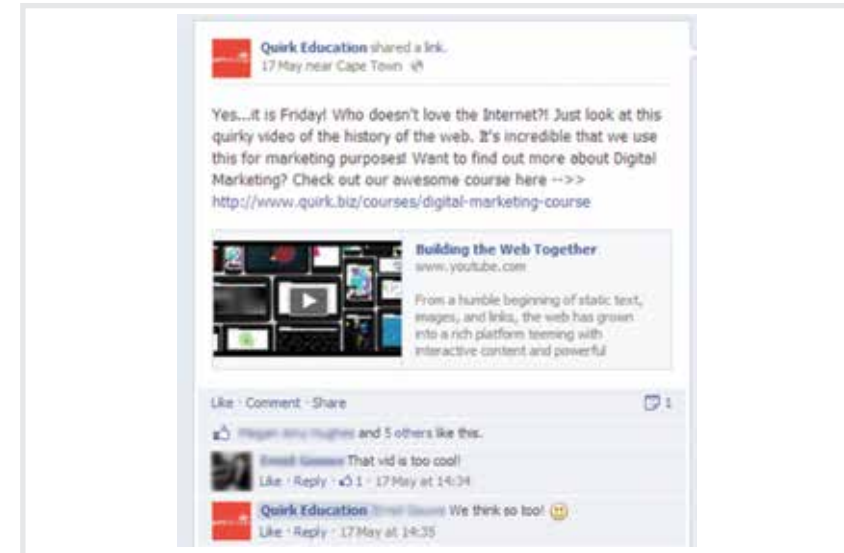 Quirk Education shared a link.
17 May near Cape Town
Yes...it is Friday! Who doesn't love the Internet?! Just look at this
quirky video of the history of the web. It's incredible that we use
this for marketing purposes! Want to find out more about Digital
Marketing? Check out our awesome course here -->>
http://www.quirk.biz/courses/digital-marketing-course
Building the Web Together
www.youtube.com
From a humble beginning of static text,
images, and links, the web has grown
into a rich platform teeming with
interactive content and powerful
Like · Comment · Share 1
and 5 others like this.
That vid is too cool!
Like · Reply · 1 · 17 May at 14:34
Quirk Education We think so too!
Like · Reply · 17 May at 14:35